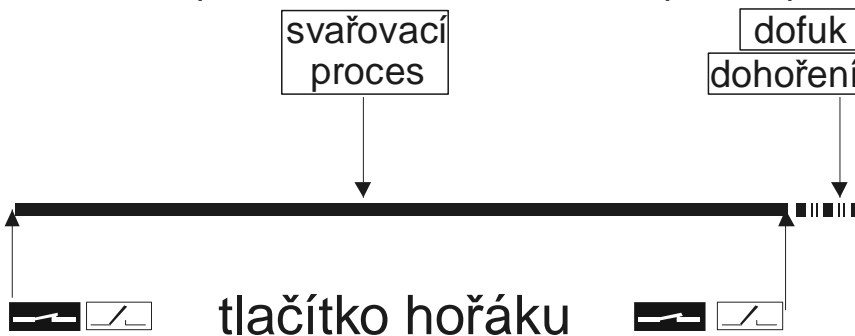 svařovací
proces
dofuk
dohoření
tlačítko hořáku